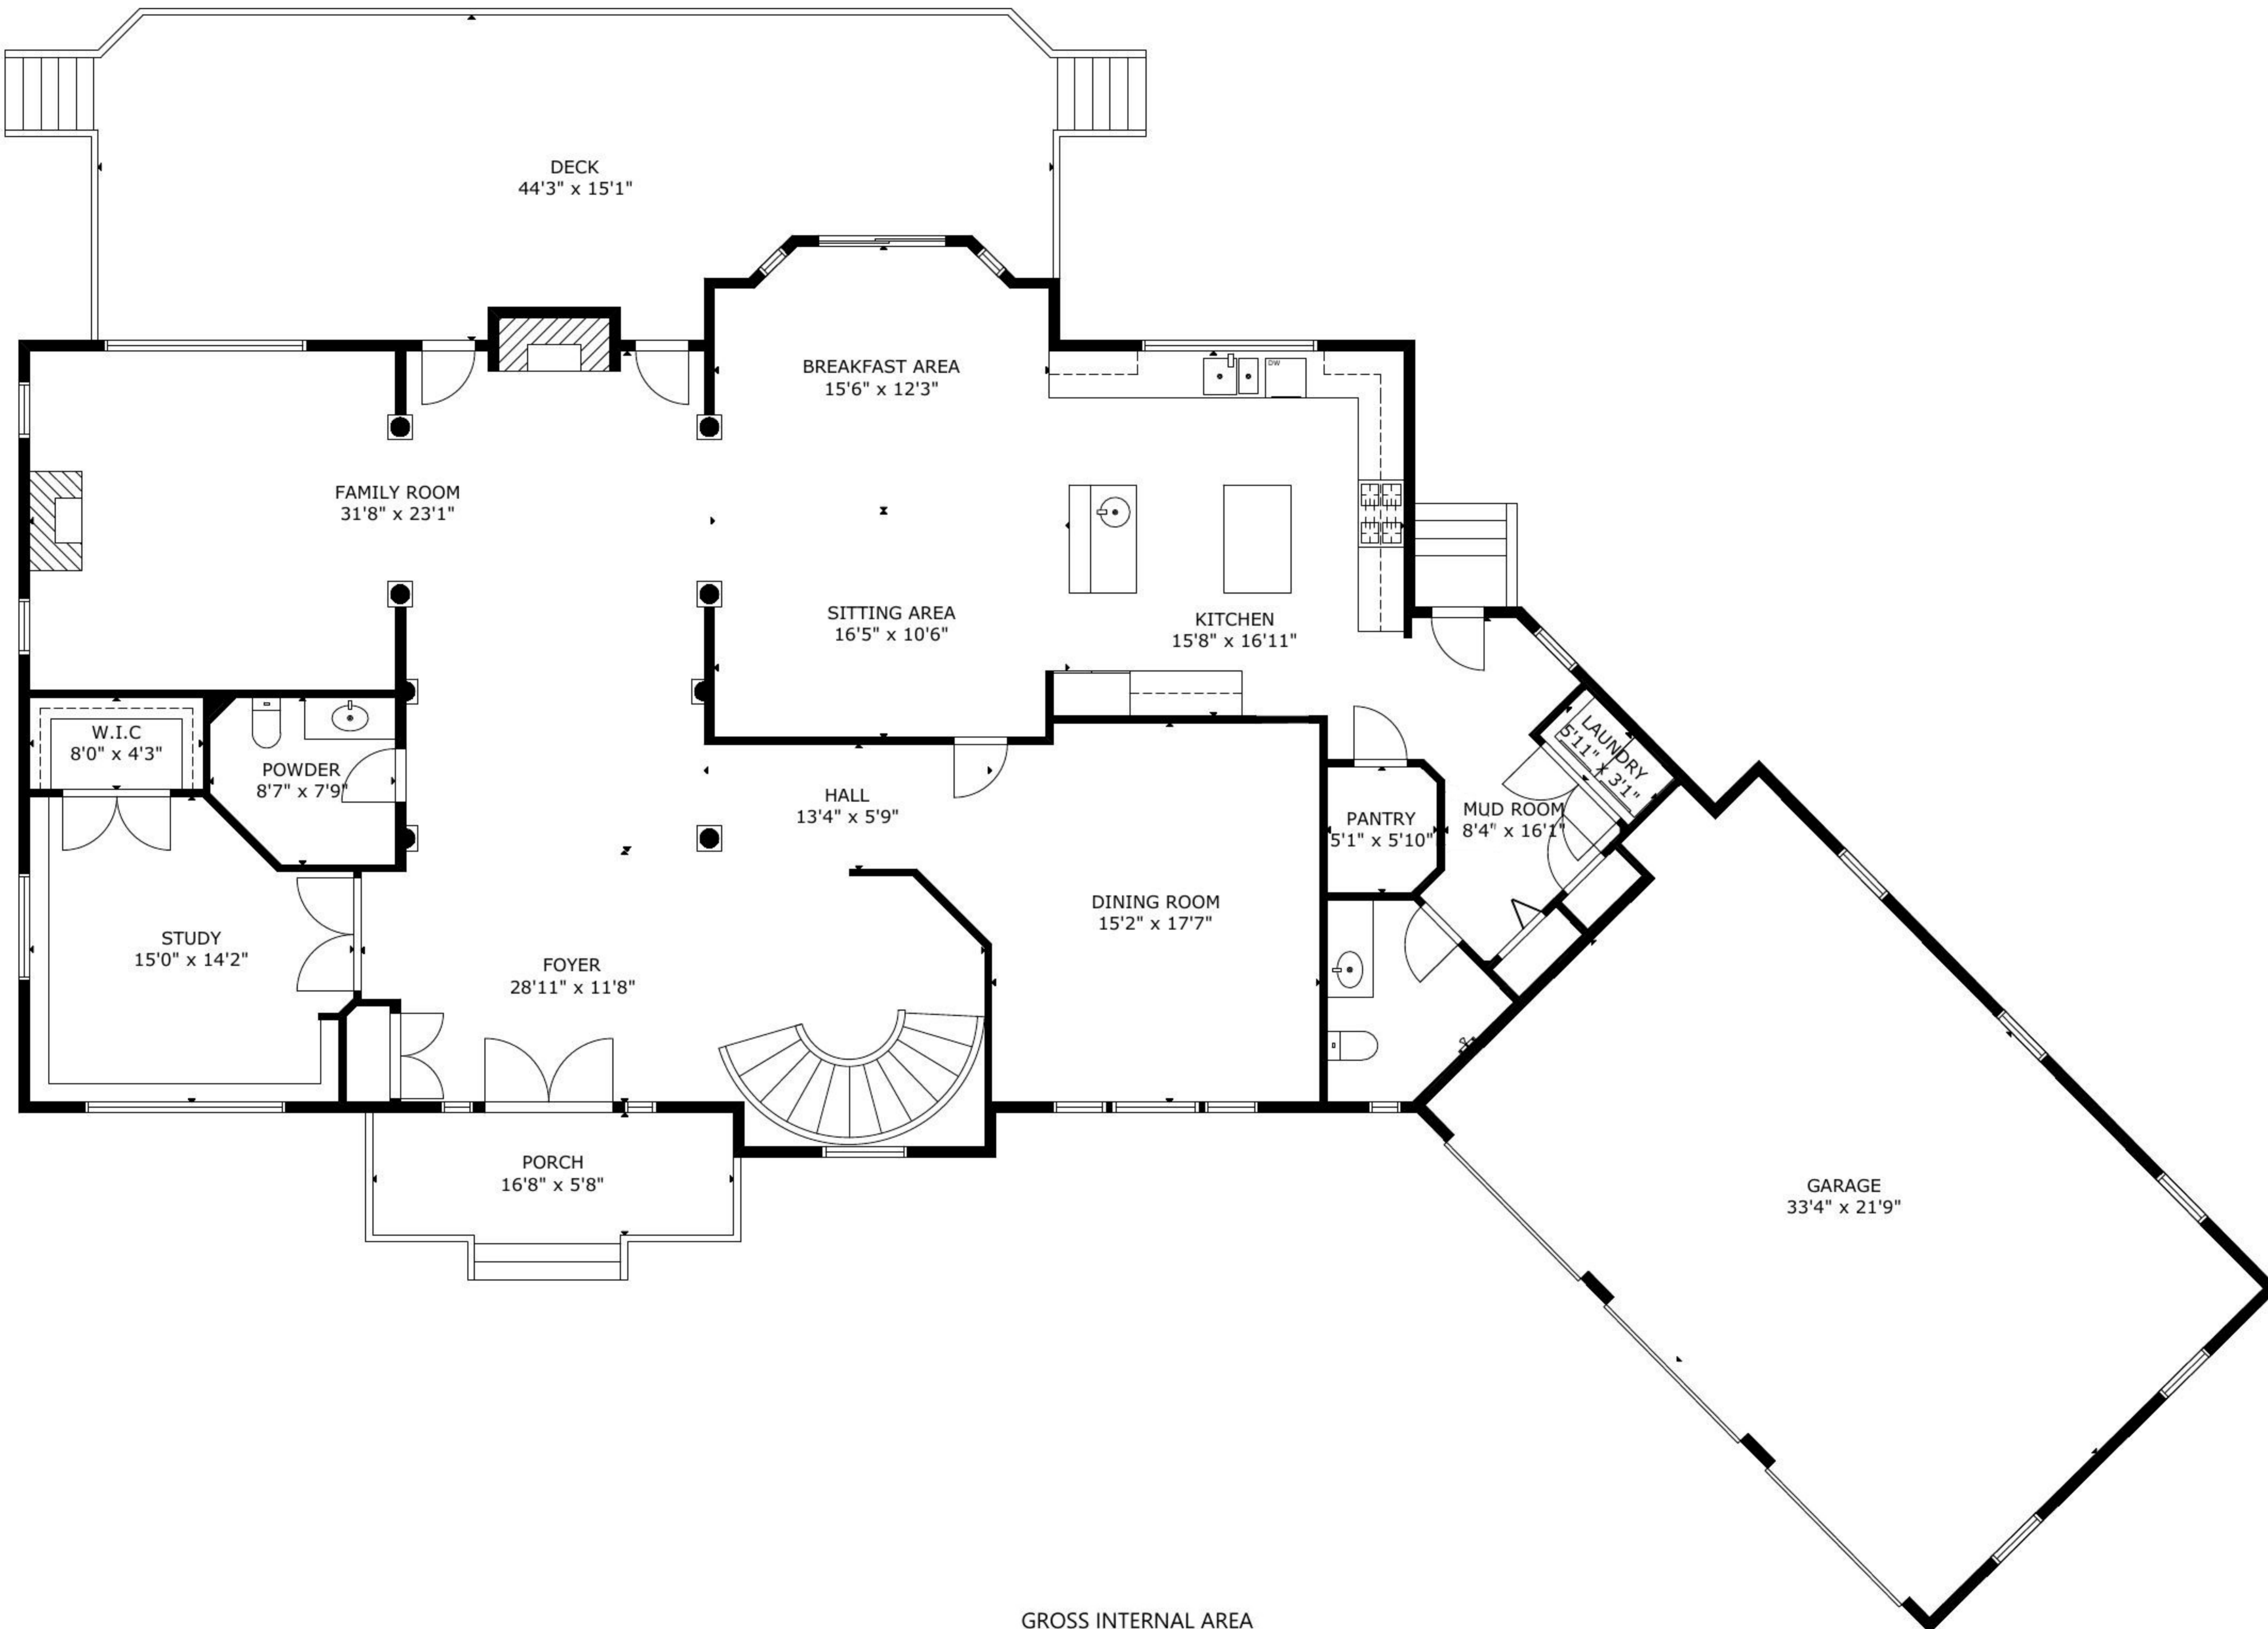 DECK
44'3" x 15'1"
BREAKFAST AREA
15'6" x 12'3"
DW
FAMILY ROOM
31'8" x 23'1"
SITTING AREA
16'5" x 10'6"
KITCHEN
15'8" x 16'11"
W.I.C
8'0" x 4'3"
POWDER
8'7" x 7'9"
HALL
13'4" x 5'9"
PANTRY
5'1" x 5'10"
MUD ROOM
8'4" x 16'1"
LAUNDRY
5'11" x 3'1"
STUDY
15'0" x 14'2"
FOYER
28'11" x 11'8"
DINING ROOM
15'2" x 17'7"
PORCH
16'8" x 5'8"
GARAGE
33'4" x 21'9"
GROSS INTERNAL AREA